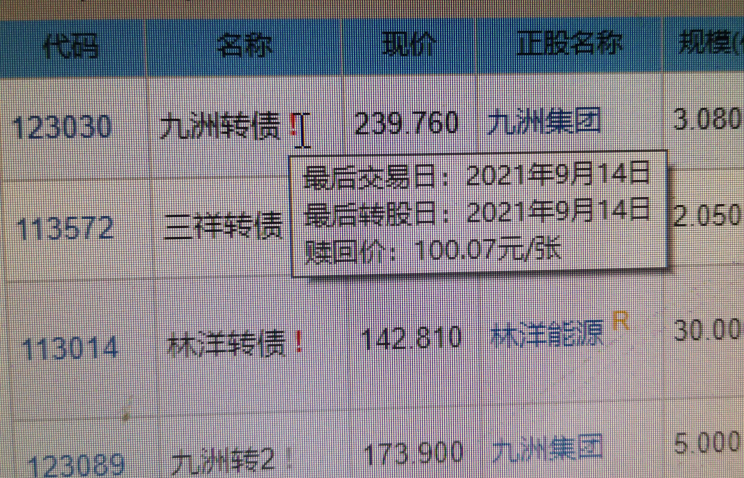 代码 名称 现价 正股名称 规模(
123030 九洲转债! 239.760 九洲集团 3.080
最后交易日：2021年9月14日
最后转股日：2021年9月14日
赎回价：100.07元/张
113572 三祥转债 2.050
113014 林洋转债! 142.810 林洋能源R 30.00
123089 九洲转2! 173.900 九洲集团 5.000